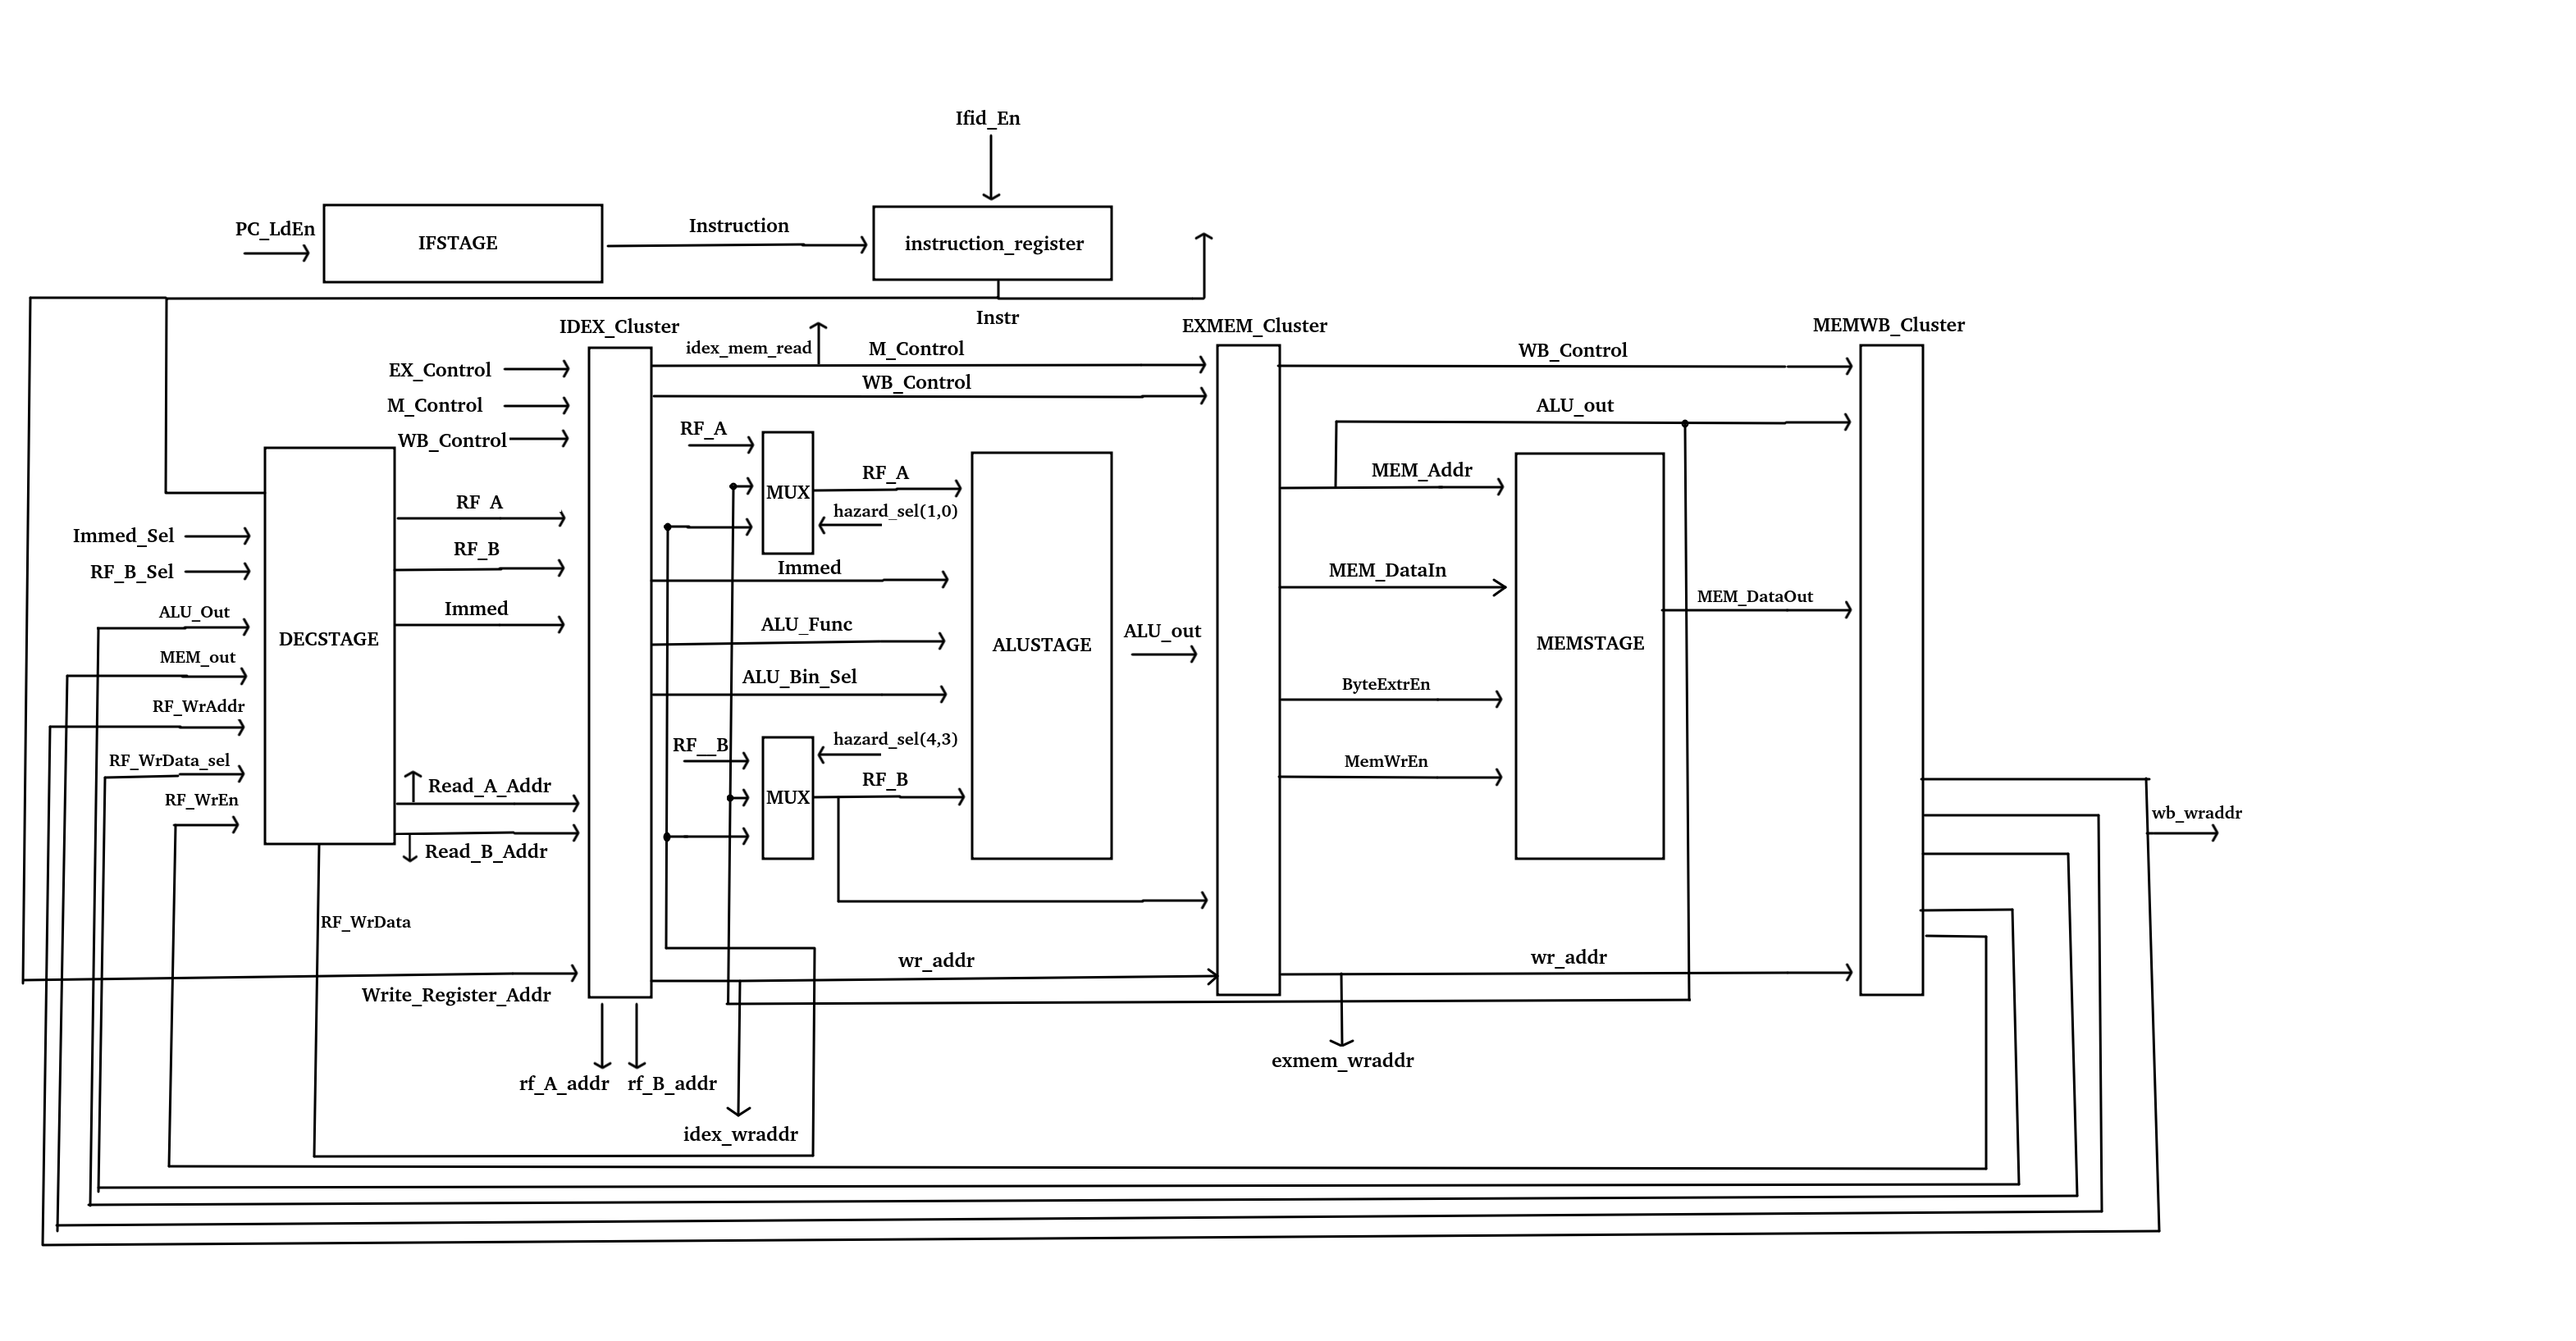 Ifid_En
PC_LdEn
IFSTAGE
Instruction
instruction_register
Instr
IDEX_Cluster
EXMEM_Cluster
MEMWB_Cluster
idex_mem_read
M_Control
WB_Control
WB_Control
EX_Control
M_Control
WB_Control
ALU_out
RF_A
MUX
RF_A
hazard_sel(1,0)
MEM_Addr
RF_A
Immed_Sel
RF_B
RF_B_Sel
Immed
MEM_DataIn
MEM_DataOut
ALU_Out
Immed
ALU_Func
ALU_out
DECSTAGE
ALUSTAGE
MEMSTAGE
MEM_out
ALU_Bin_Sel
ByteExtrEn
RF_WrAddr
RF__B
hazard_sel(4,3)
RF_WrData_sel
MemWrEn
Read_A_Addr
MUX
RF_B
RF_WrEn
wb_wraddr
Read_B_Addr
RF_WrData
wr_addr
wr_addr
Write_Register_Addr
exmem_wraddr
rf_A_addr
rf_B_addr
idex_wraddr